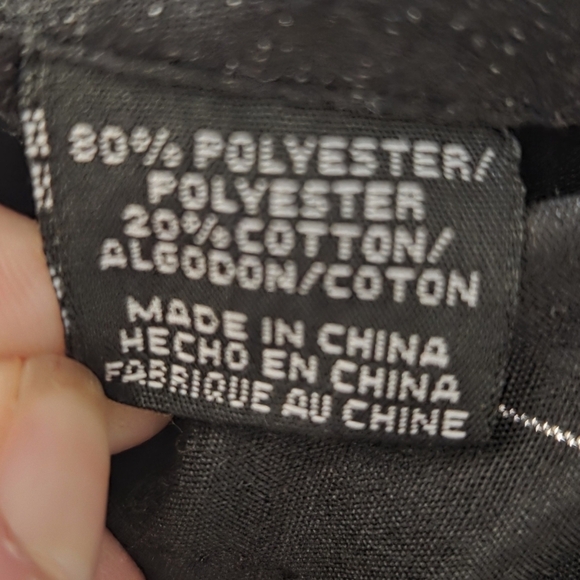 80% POLYESTER/
POLYESTER
20% COTTON/
ALGODON/COTON
MADE IN CHINA
HECHO EN CHINA
FABRIQUE AU CHINE